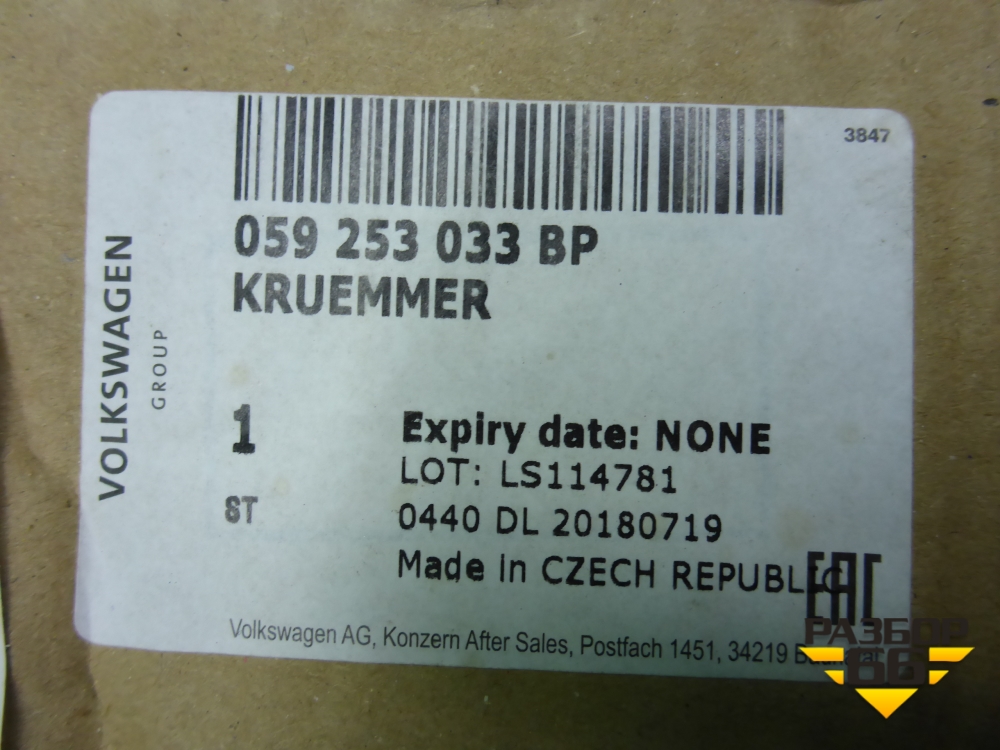 3847
059 253 033 BP
KRUEMMER
VOLKSWAGEN
GROUP
1
Expiry date: NONE
LOT: LS114781
ST
0440 DL 20180719
Made in CZECH REPUBLIC
EAC
Volkswagen AG, Konzern After Sales, Postfach 1451, 34219
РАЗБОР
66